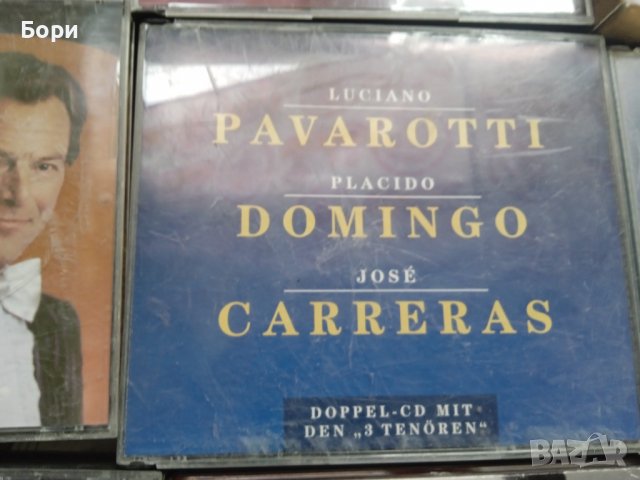 Бори
LUCIANO
PAVAROTTI
PLACIDO
DOMINGO
JOSÉ
CARRERAS
DOPPEL-CD MIT
DEN „3 TENÖREN“
BAZAR